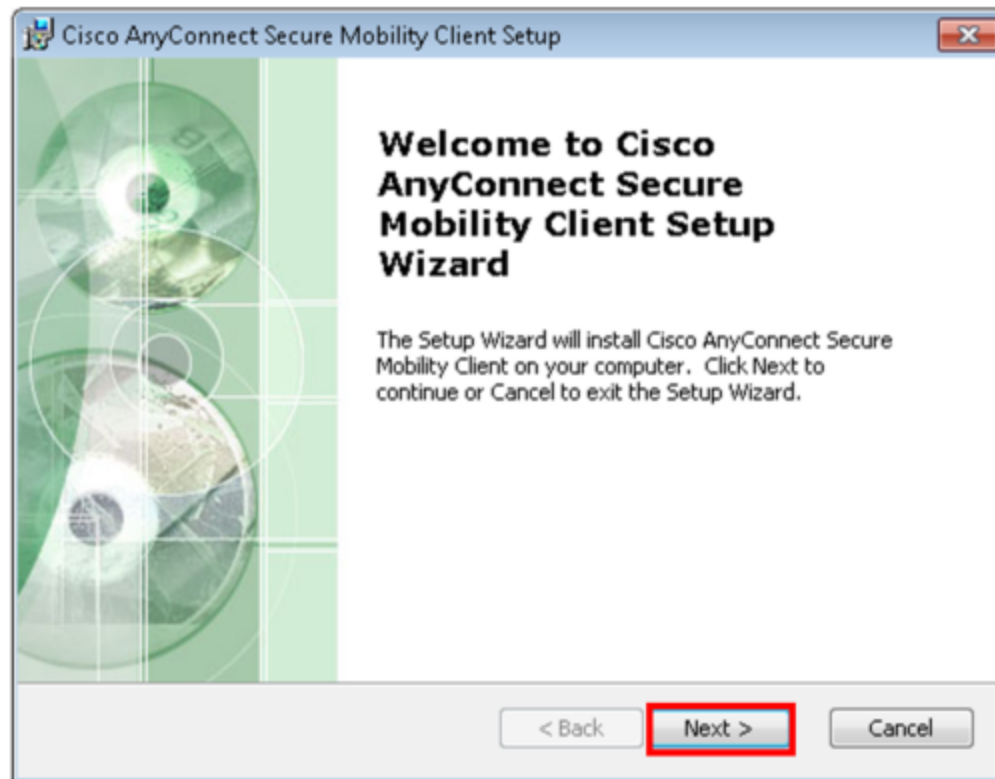 Cisco AnyConnect Secure Mobility Client Setup
Welcome to Cisco
AnyConnect Secure
Mobility Client Setup
Wizard
The Setup Wizard will install Cisco AnyConnect Secure
Mobility Client on your computer. Click Next to
continue or Cancel to exit the Setup Wizard.
< Back
Next >
Cancel